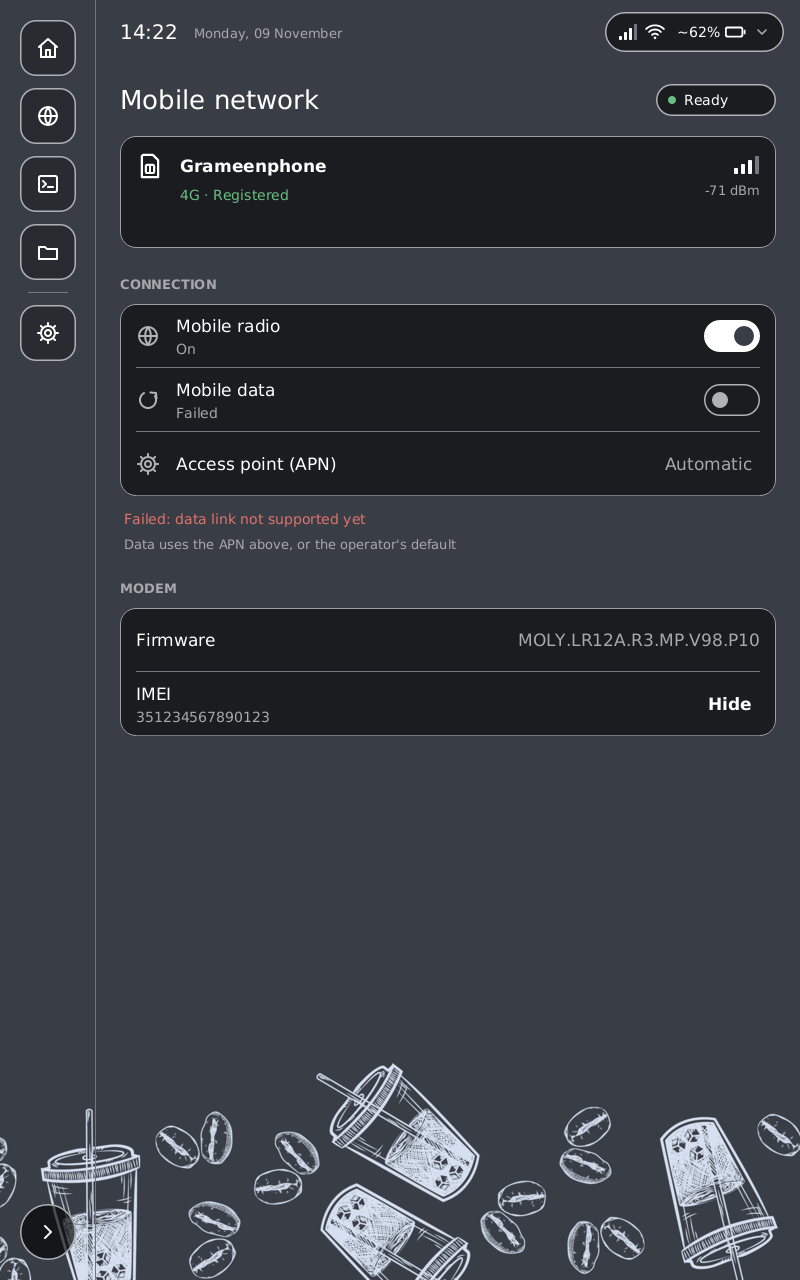 14:22 Monday, 09 November ~62%
Mobile network Ready
Grameenphone
4G · Registered -71 dBm
CONNECTION
Mobile radio
On
Mobile data
Failed
Access point (APN) Automatic
Failed: data link not supported yet
Data uses the APN above, or the operator's default
MODEM
Firmware MOLY.LR12A.R3.MP.V98.P10
IMEI
351234567890123 Hide